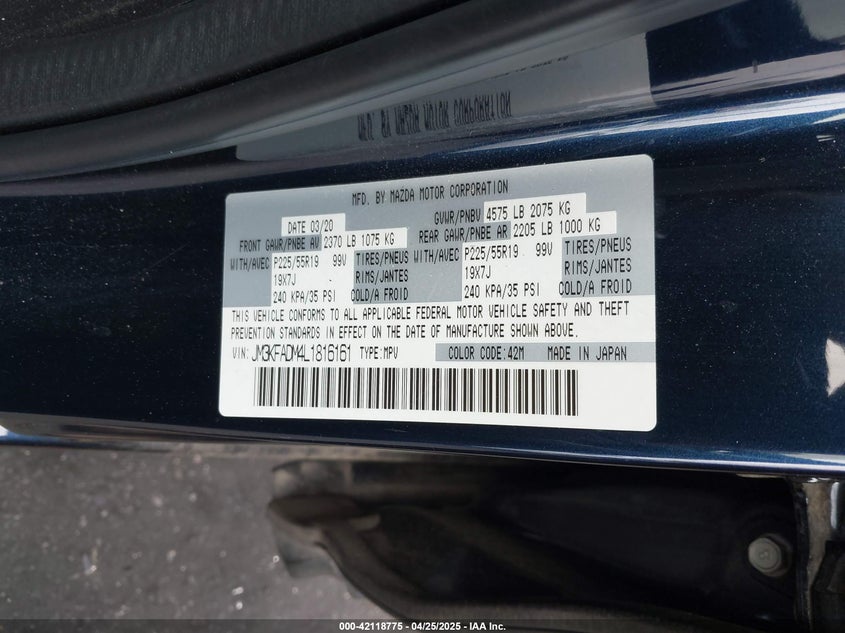 MFD. BY MAZDA MOTOR CORPORATION
MFD. BY MAZDA MOTOR CORPORATION
DATE 03/20 GVWR/PNBV 4575 LB 2075 KG
FRONT GAWR/PNBE AV 2370 LB 1075 KG REAR GAWR/PNBE AR 2205 LB 1000 KG
WITH/AVEC P225/55R19 99V TIRES/PNEUS WITH/AVEC P225/55R19 99V TIRES/PNEUS
19X7J RIMS/JANTES 19X7J RIMS/JANTES
240 KPA/35 PSI COLD/A FROID 240 KPA/35 PSI COLD/A FROID
THIS VEHICLE CONFORMS TO ALL APPLICABLE FEDERAL MOTOR VEHICLE SAFETY AND THEFT
PREVENTION STANDARDS IN EFFECT ON THE DATE OF MANUFACTURE SHOWN ABOVE.
VIN: JM3KFADM4L1816161 TYPE:MPV COLOR CODE:42M MADE IN JAPAN
000-42118775 - 04/25/2025 - IAA Inc.